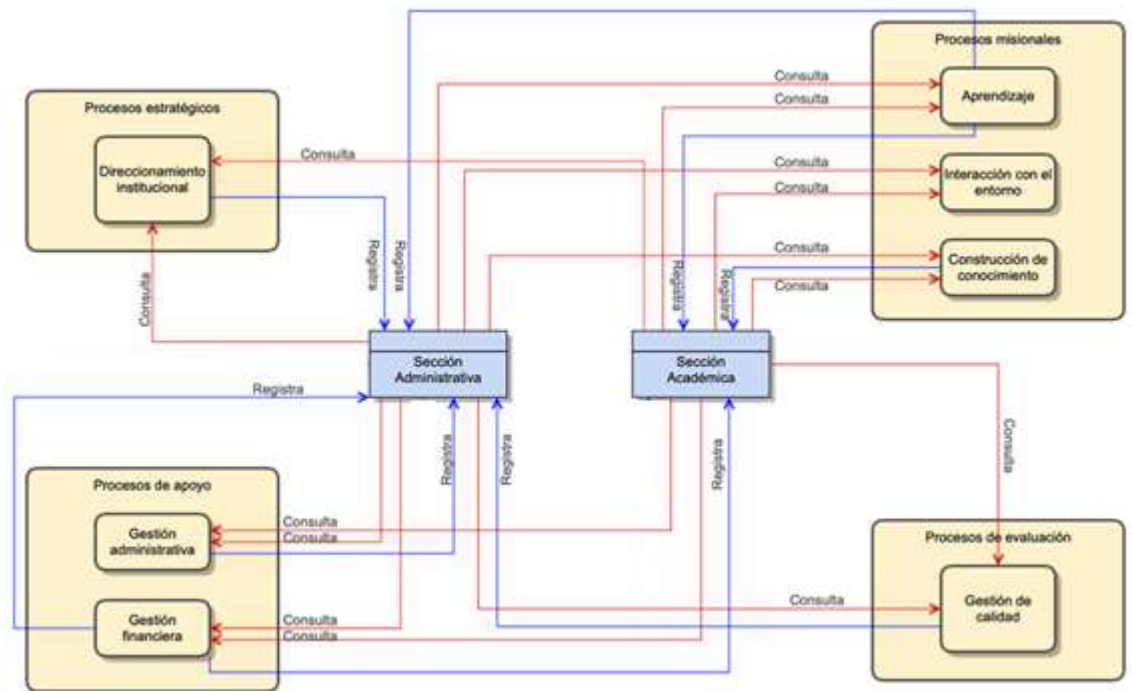 Procesos misionales
Consulta
Aprendizaje
Consulta
Procesos estratégicos
Direccionamiento
institucional
Consulta
Consulta
Interacción con el
entorno
Consulta
Registra
Registra
Consulta
Construcción de
conocimiento
Consulta
Registra
Registra
Consulta
Sección
Administrativa
Sección
Académica
Registra
Registra
Registra
Registra
Consulta
Procesos de apoyo
Gestión
administrativa
Consulta
Consulta
Procesos de evaluación
Gestión de
calidad
Consulta
Gestión
financiera
Consulta
Consulta